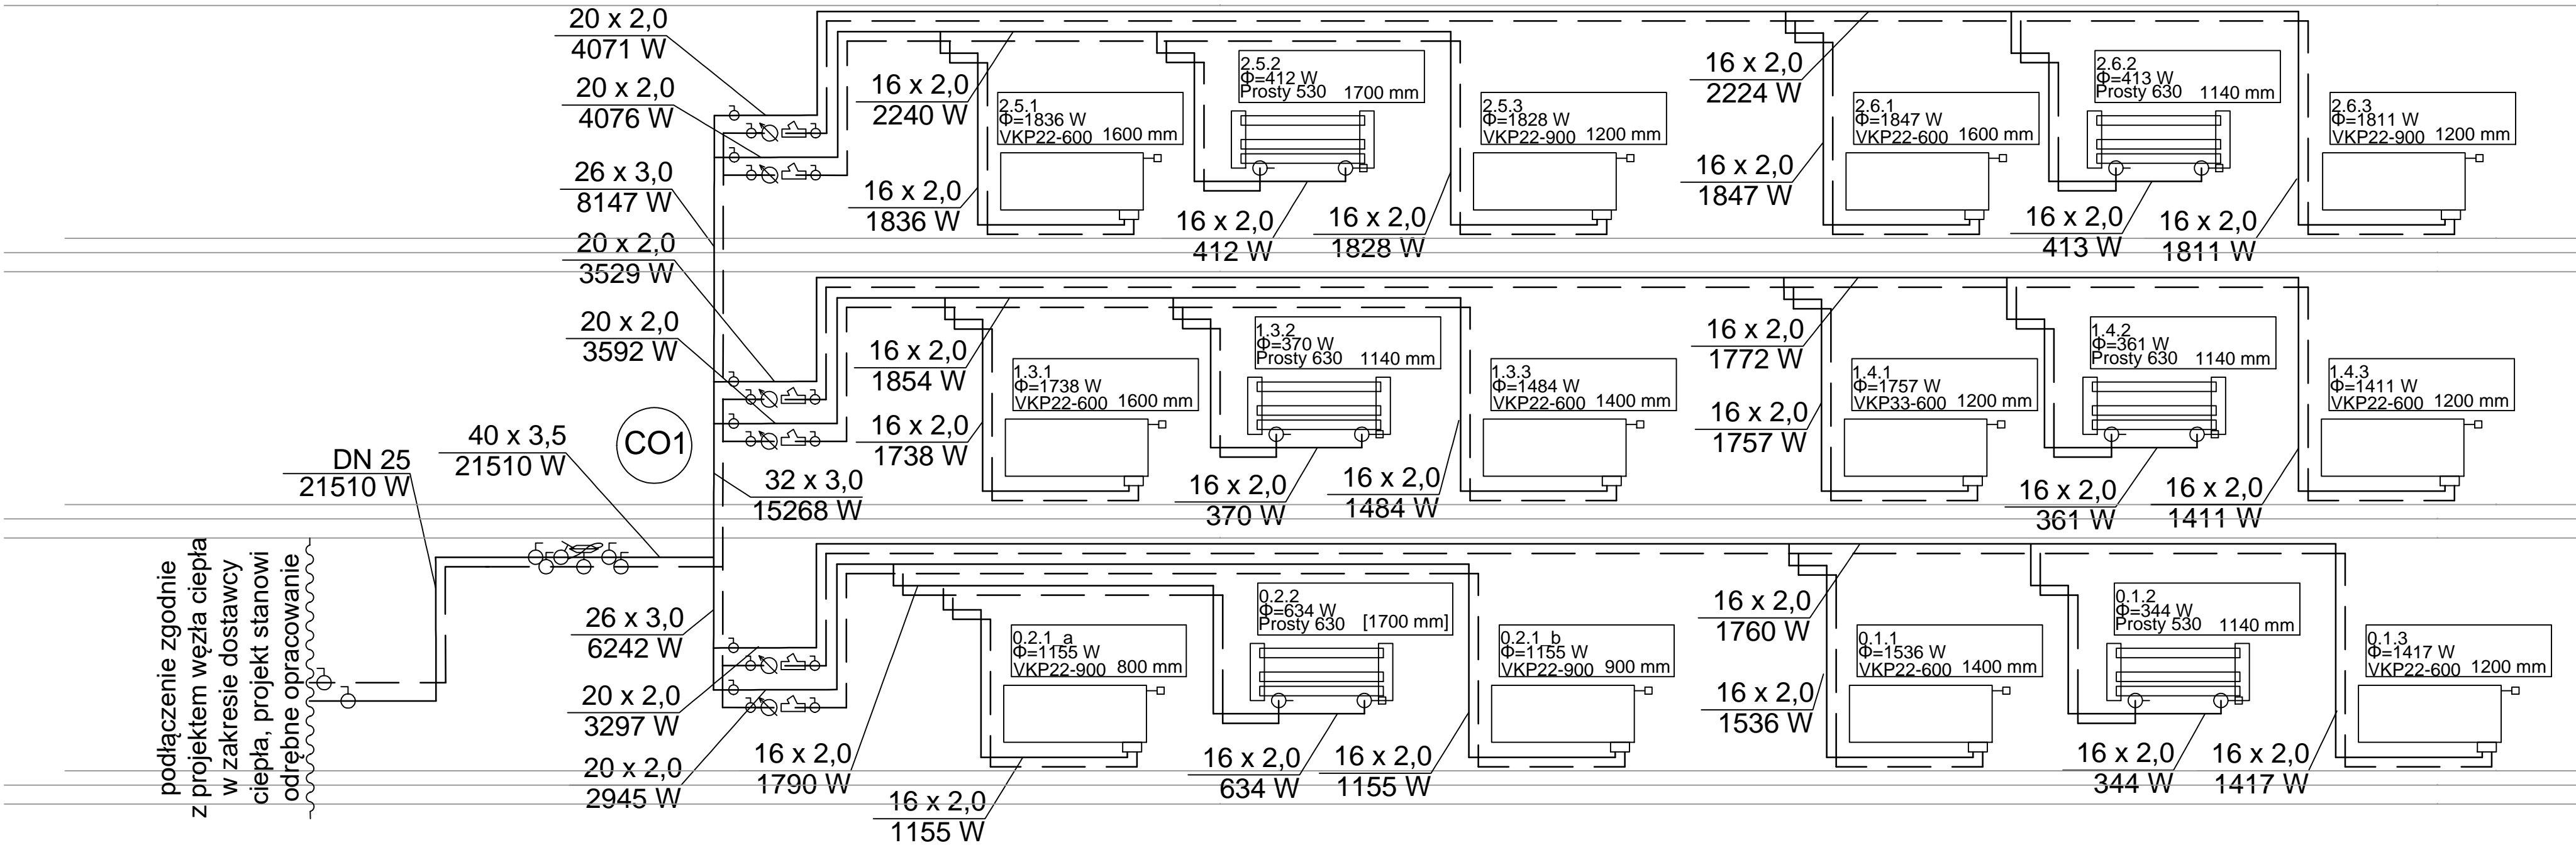 20 x 2,0
4071 W
20 x 2,0
4076 W
26 x 3,0
8147 W
16 x 2,0
2240 W
16 x 2,0
1836 W
2.5.1
Φ=1836 W
VKP22-600 1600 mm
2.5.2
Φ=412 W
Prosty 530 1700 mm
16 x 2,0
412 W
2.5.3
Φ=1828 W
VKP22-900 1200 mm
16 x 2,0
1828 W
16 x 2,0
2224 W
16 x 2,0
1847 W
2.6.1
Φ=1847 W
VKP22-600 1600 mm
2.6.2
Φ=413 W
Prosty 630 1140 mm
16 x 2,0
413 W
2.6.3
Φ=1811 W
VKP22-900 1200 mm
16 x 2,0
1811 W
20 x 2,0
3529 W
20 x 2,0
3592 W
16 x 2,0
1854 W
16 x 2,0
1738 W
1.3.1
Φ=1738 W
VKP22-600 1600 mm
1.3.2
Φ=370 W
Prosty 630 1140 mm
16 x 2,0
370 W
1.3.3
Φ=1484 W
VKP22-600 1400 mm
16 x 2,0
1484 W
16 x 2,0
1772 W
16 x 2,0
1757 W
1.4.1
Φ=1757 W
VKP33-600 1200 mm
1.4.2
Φ=361 W
Prosty 630 1140 mm
16 x 2,0
361 W
1.4.3
Φ=1411 W
VKP22-600 1200 mm
16 x 2,0
1411 W
CO1
DN 25
21510 W
40 x 3,5
21510 W
32 x 3,0
15268 W
podłączenie zgodnie
z projektem węzła ciepła
w zakresie dostawcy
ciepła, projekt stanowi
odrębne opracowanie
26 x 3,0
6242 W
20 x 2,0
3297 W
20 x 2,0
2945 W
16 x 2,0
1790 W
16 x 2,0
1155 W
0.2.1_a
Φ=1155 W
VKP22-900 800 mm
0.2.2
Φ=634 W
Prosty 630 [1700 mm]
16 x 2,0
634 W
0.2.1_b
Φ=1155 W
VKP22-900 900 mm
16 x 2,0
1155 W
16 x 2,0
1760 W
16 x 2,0
1536 W
0.1.1
Φ=1536 W
VKP22-600 1400 mm
0.1.2
Φ=344 W
Prosty 530 1140 mm
16 x 2,0
344 W
0.1.3
Φ=1417 W
VKP22-600 1200 mm
16 x 2,0
1417 W